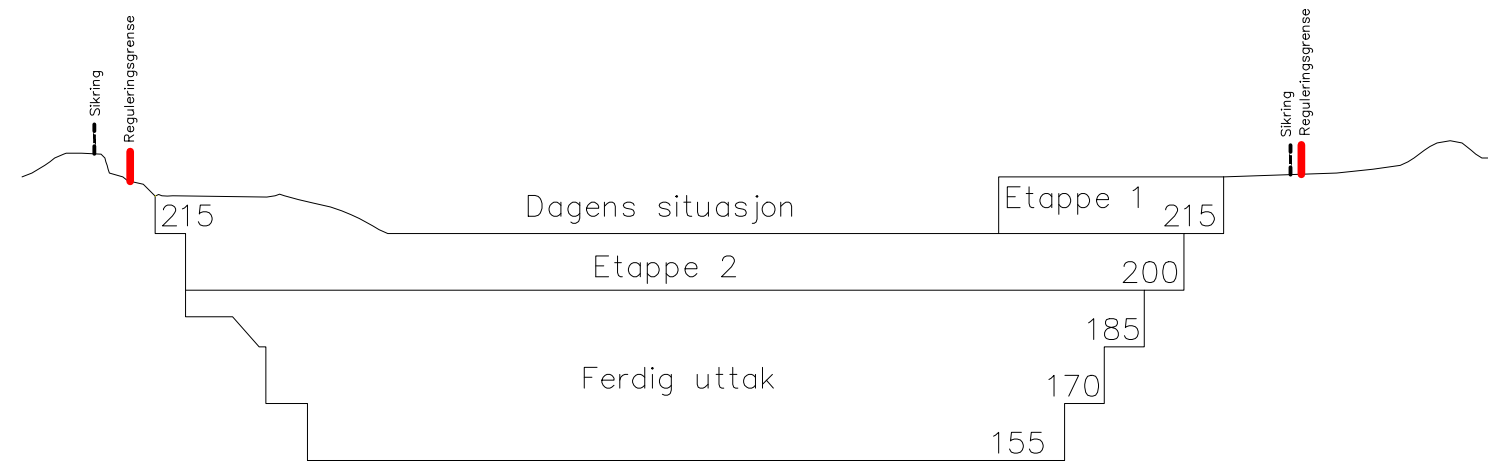 Sikring
Reguleringsgrense
Sikring
Reguleringsgrense
215
Dagens situasjon
Etappe 1
215
Etappe 2
200
185
Ferdig uttak
170
155